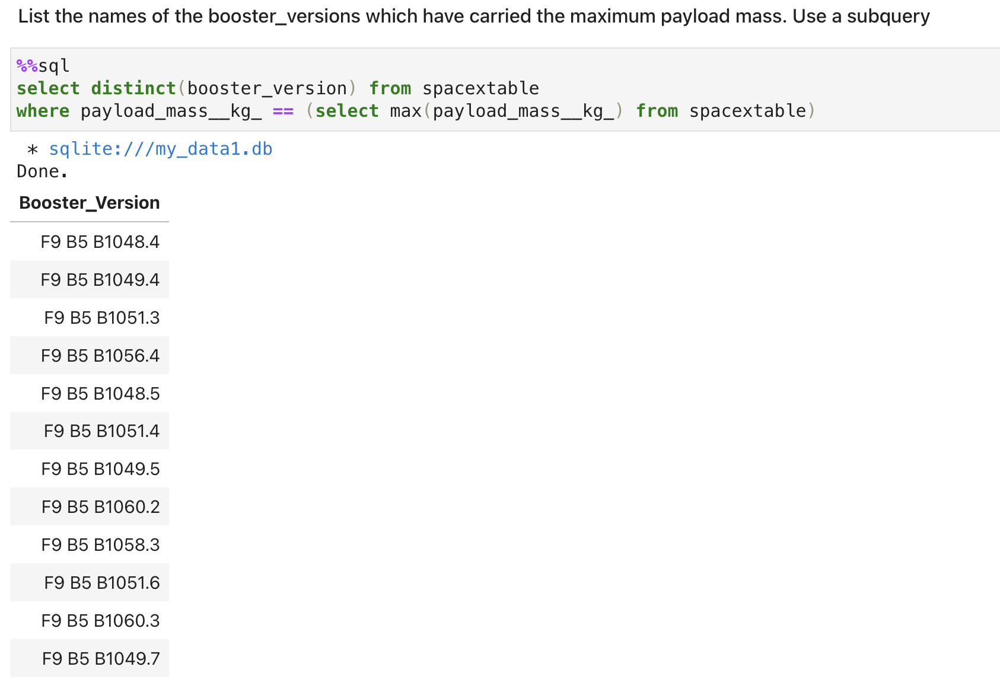 List the names of the booster_versions which have carried the maximum payload mass. Use a subquery
%%sql
select distinct(booster_version) from spacextable
where payload_mass__kg_ == (select max(payload_mass__kg_) from spacextable)
* sqlite:///my_data1.db
Done.
Booster_Version
F9 B5 B1048.4
F9 B5 B1049.4
F9 B5 B1051.3
F9 B5 B1056.4
F9 B5 B1048.5
F9 B5 B1051.4
F9 B5 B1049.5
F9 B5 B1060.2
F9 B5 B1058.3
F9 B5 B1051.6
F9 B5 B1060.3
F9 B5 B1049.7